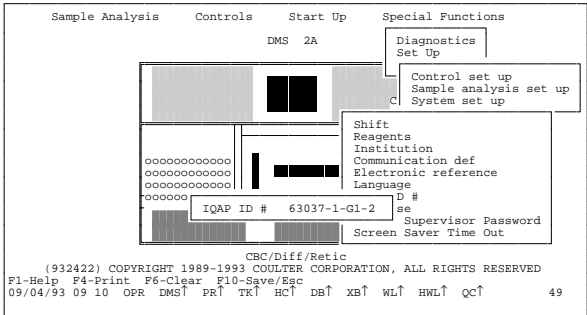 Sample Analysis Controls Start Up Special Functions
DMS 2A
Diagnostics
Set Up
Control set up
Sample analysis set up
C System set up
Shift
Reagents
Institution
Communication def
Electronic reference
Language
D #
IQAP ID # 63037-1-G1-2
se
Supervisor Password
Screen Saver Time Out
CBC/Diff/Retic
(932422) COPYRIGHT 1989-1993 COULTER CORPORATION, ALL RIGHTS RESERVED
F1-Help F4-Print F6-Clear F10-Save/Esc
09/04/93 09 10 OPR DMS↑ PR↑ TK↑ HC↑ DB↑ XB↑ WL↑ HWL↑ QC↑ 49